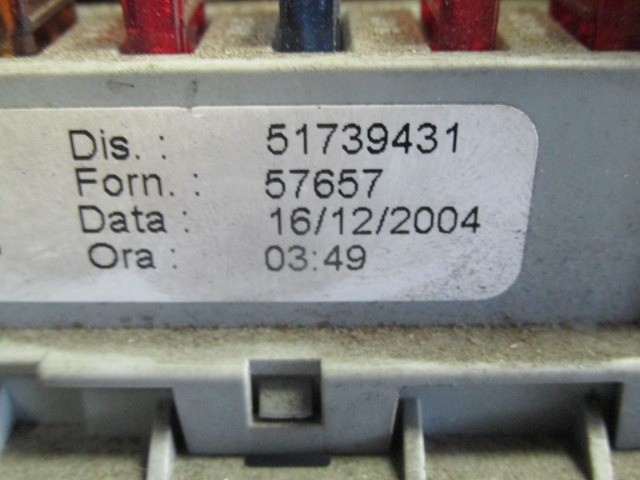 Dis. : 51739431
Forn. : 57657
Data : 16/12/2004
Ora : 03:49